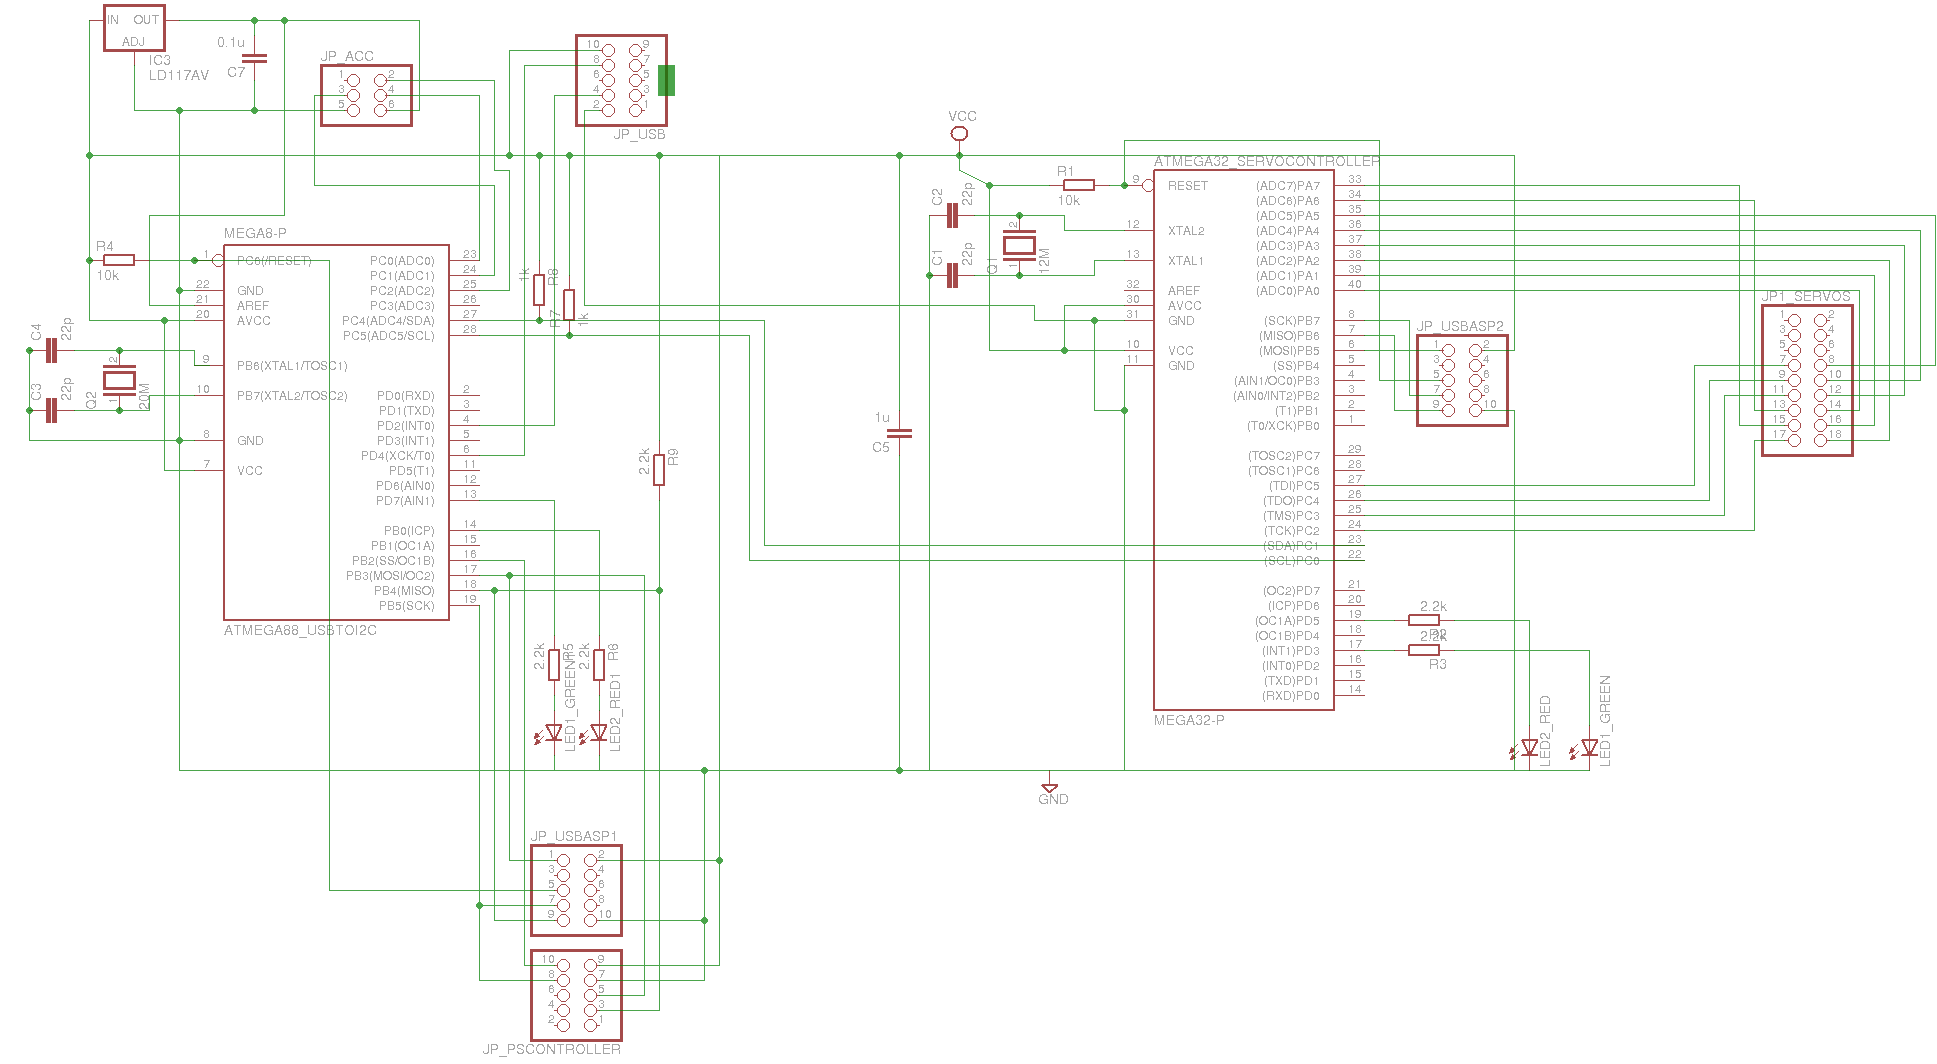 IN OUT
ADJ
IC3
LD117AV
0.1u
C7
JP_ACC
1 2
3 4
5 6
10 9
8 7
6 5
4 3
2 1
JP_USB
VCC
R4
10k
MEGA8-P
1 PC6(/RESET)
22 GND
21 AREF
20 AVCC
9 PB6(XTAL1/TOSC1)
10 PB7(XTAL2/TOSC2)
8 GND
7 VCC
PC0(ADC0) 23
PC1(ADC1) 24
PC2(ADC2) 25
PC3(ADC3) 26
PC4(ADC4/SDA) 27
PC5(ADC5/SCL) 28
PD0(RXD) 2
PD1(TXD) 3
PD2(INT0) 4
PD3(INT1) 5
PD4(XCK/T0) 6
PD5(T1) 11
PD6(AIN0) 12
PD7(AIN1) 13
PB0(ICP) 14
PB1(OC1A) 15
PB2(SS/OC1B) 16
PB3(MOSI/OC2) 17
PB4(MISO) 18
PB5(SCK) 19
ATMEGA88_USBTOI2C
C4
22p
C3
22p
Q2
2
1
20M
1k
R8
R7
1k
2.2k
R9
1u
C5
2.2k
R5
2.2k
R6
LED1_GREEN1
LED2_RED1
C2
22p
C1
22p
Q1
2
1
12M
R1
10k
ATMEGA32_SERVOCONTROLLER
9 RESET
12 XTAL2
13 XTAL1
32 AREF
30 AVCC
31 GND
10 VCC
11 GND
(ADC7)PA7 33
(ADC6)PA6 34
(ADC5)PA5 35
(ADC4)PA4 36
(ADC3)PA3 37
(ADC2)PA2 38
(ADC1)PA1 39
(ADC0)PA0 40
(SCK)PB7 8
(MISO)PB6 7
(MOSI)PB5 6
(SS)PB4 5
(AIN1/OC0)PB3 4
(AIN0/INT2)PB2 3
(T1)PB1 2
(T0/XCK)PB0 1
(TOSC2)PC7 29
(TOSC1)PC6 28
(TDI)PC5 27
(TDO)PC4 26
(TMS)PC3 25
(TCK)PC2 24
(SDA)PC1 23
(SCL)PC0 22
(OC2)PD7 21
(ICP)PD6 20
(OC1A)PD5 19
(OC1B)PD4 18
(INT1)PD3 17
(INT0)PD2 16
(TXD)PD1 15
(RXD)PD0 14
MEGA32-P
JP_USBASP2
1 2
3 4
5 6
7 8
9 10
JP1_SERVOS
1 2
3 4
5 6
7 8
9 10
11 12
13 14
15 16
17 18
2.2k
R2
2.2k
R3
LED2_RED
LED1_GREEN
GND
JP_USBASP1
1 2
3 4
5 6
7 8
9 10
10 9
8 7
6 5
4 3
2 1
JP_PSCONTROLLER